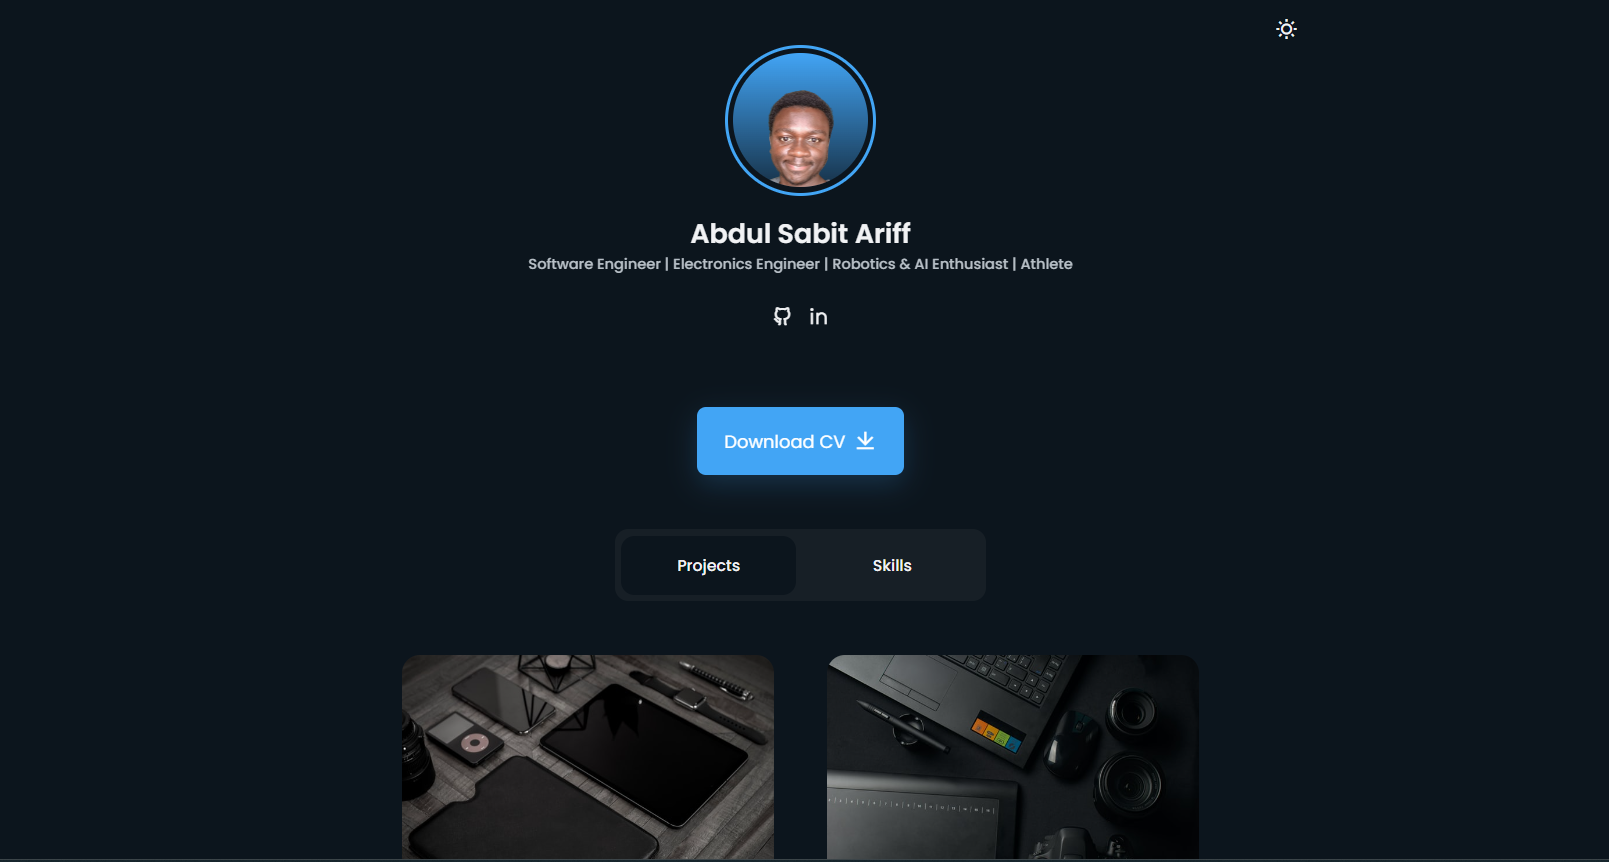 Abdul Sabit Ariff
Software Engineer | Electronics Engineer | Robotics & AI Enthusiast | Athlete
in
Download CV
Projects
Skills